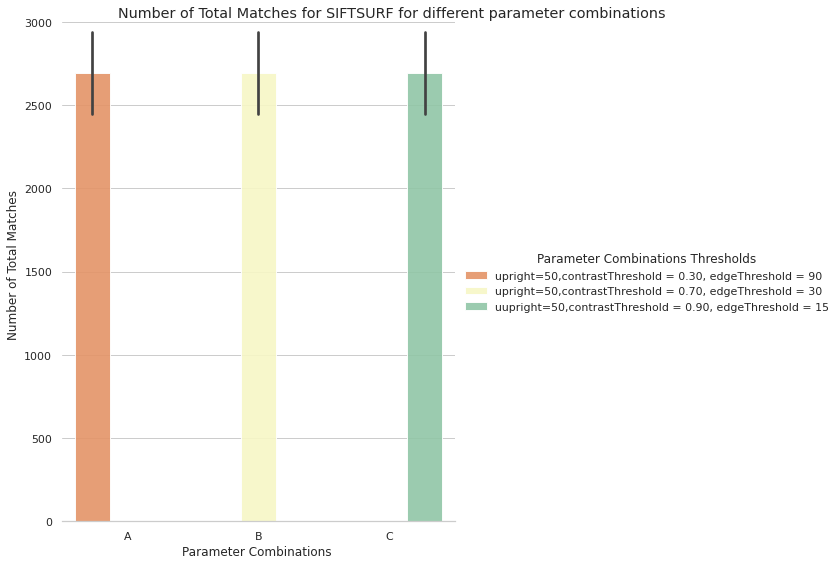 Number of Total Matches for SIFTSURF for different parameter combinations
3000
2500
2000
1500
1000
500
0
Number of Total Matches
A B C
Parameter Combinations
Parameter Combinations Thresholds
upright=50,contrastThreshold = 0.30, edgeThreshold = 90
upright=50,contrastThreshold = 0.70, edgeThreshold = 30
uupright=50,contrastThreshold = 0.90, edgeThreshold = 15